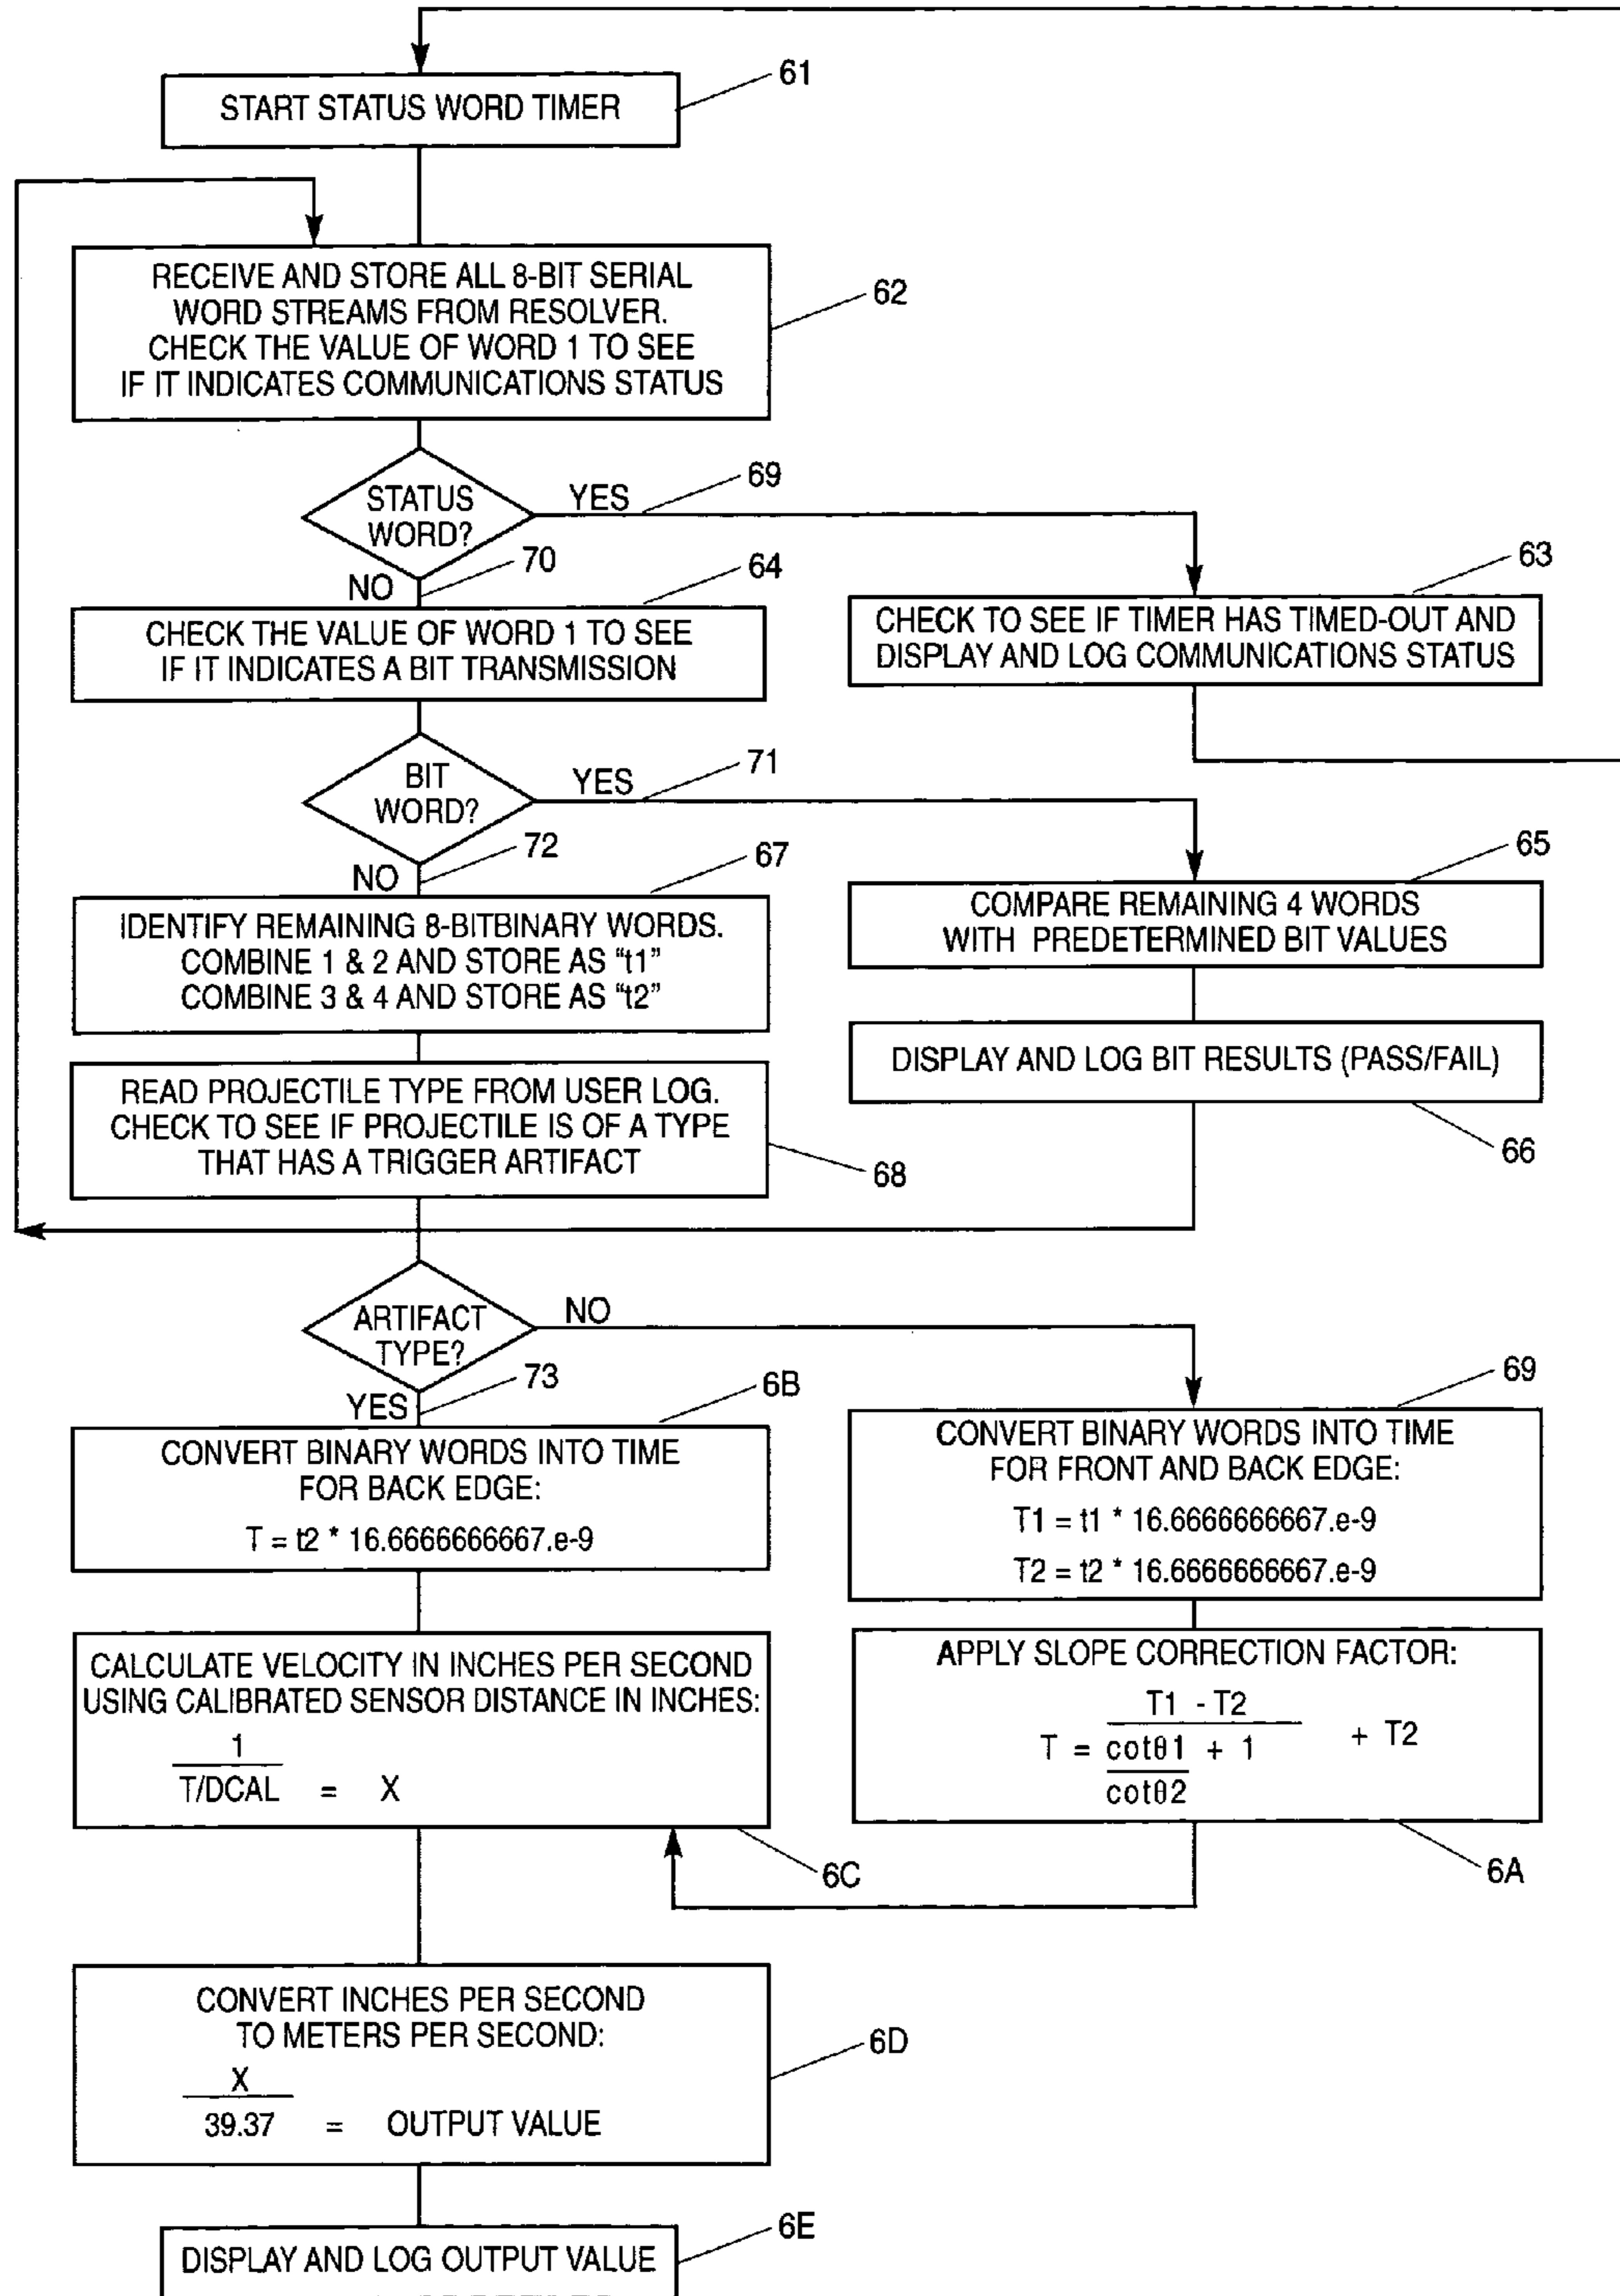 START STATUS WORD TIMER
61
RECEIVE AND STORE ALL 8-BIT SERIAL
WORD STREAMS FROM RESOLVER.
CHECK THE VALUE OF WORD 1 TO SEE
IF IT INDICATES COMMUNICATIONS STATUS
62
STATUS
WORD?
YES
69
NO
70
64
CHECK THE VALUE OF WORD 1 TO SEE
IF IT INDICATES A BIT TRANSMISSION
63
CHECK TO SEE IF TIMER HAS TIMED-OUT AND
DISPLAY AND LOG COMMUNICATIONS STATUS
BIT
WORD?
YES
71
NO
72
67
IDENTIFY REMAINING 8-BITBINARY WORDS.
COMBINE 1 & 2 AND STORE AS “t1”
COMBINE 3 & 4 AND STORE AS “t2”
65
COMPARE REMAINING 4 WORDS
WITH PREDETERMINED BIT VALUES
READ PROJECTILE TYPE FROM USER LOG.
CHECK TO SEE IF PROJECTILE IS OF A TYPE
THAT HAS A TRIGGER ARTIFACT
68
DISPLAY AND LOG BIT RESULTS (PASS/FAIL)
66
ARTIFACT
TYPE?
NO
YES
73
6B
CONVERT BINARY WORDS INTO TIME
FOR BACK EDGE:
T = t2 * 16.6666666667.e-9
69
CONVERT BINARY WORDS INTO TIME
FOR FRONT AND BACK EDGE:
T1 = t1 * 16.6666666667.e-9
T2 = t2 * 16.6666666667.e-9
CALCULATE VELOCITY IN INCHES PER SECOND
USING CALIBRATED SENSOR DISTANCE IN INCHES:
1
T/DCAL = X
6C
APPLY SLOPE CORRECTION FACTOR:
T1 - T2
T = cotθ1 + 1 + T2
cotθ2
6A
CONVERT INCHES PER SECOND
TO METERS PER SECOND:
X
39.37 = OUTPUT VALUE
6D
DISPLAY AND LOG OUTPUT VALUE
6E